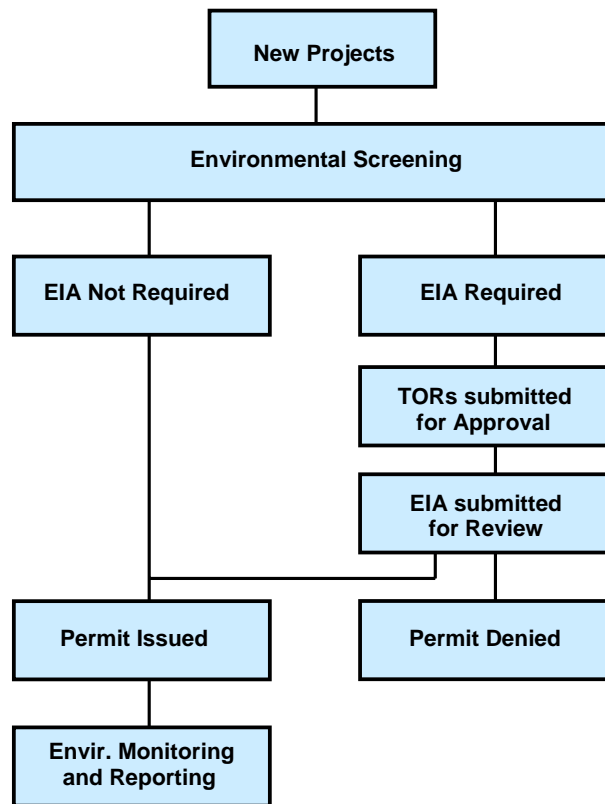 New Projects
Environmental Screening
EIA Not Required
EIA Required
TORs submitted
for Approval
EIA submitted
for Review
Permit Issued
Permit Denied
Envir. Monitoring
and Reporting